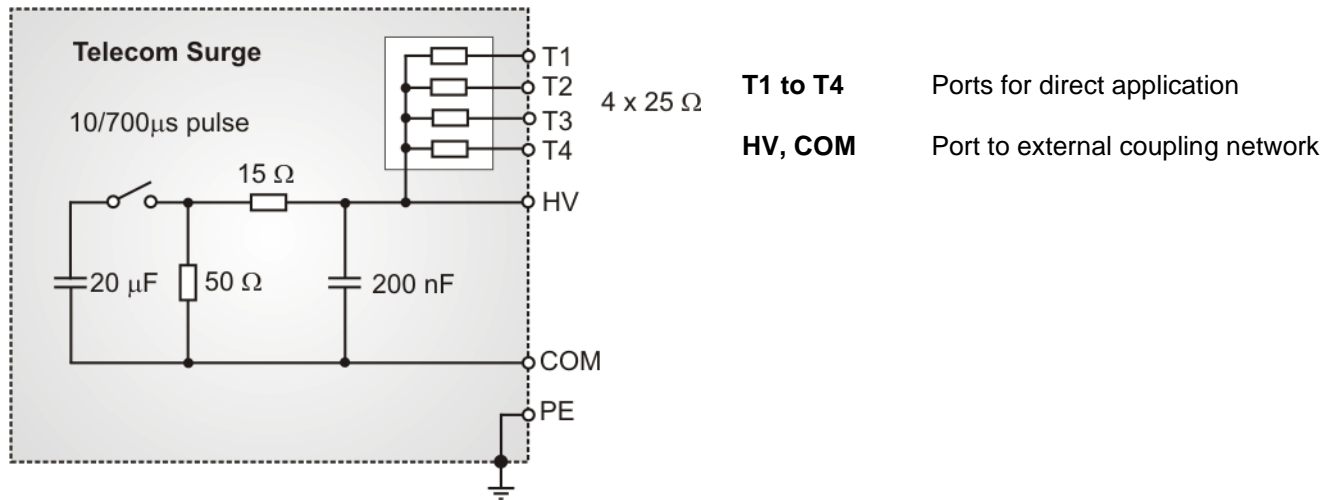 Telecom Surge
10/700μs pulse
T1
T2
T3
T4
4 x 25 Ω
15 Ω
HV
20 μF
50 Ω
200 nF
COM
PE
T1 to T4 Ports for direct application
HV, COM Port to external coupling network